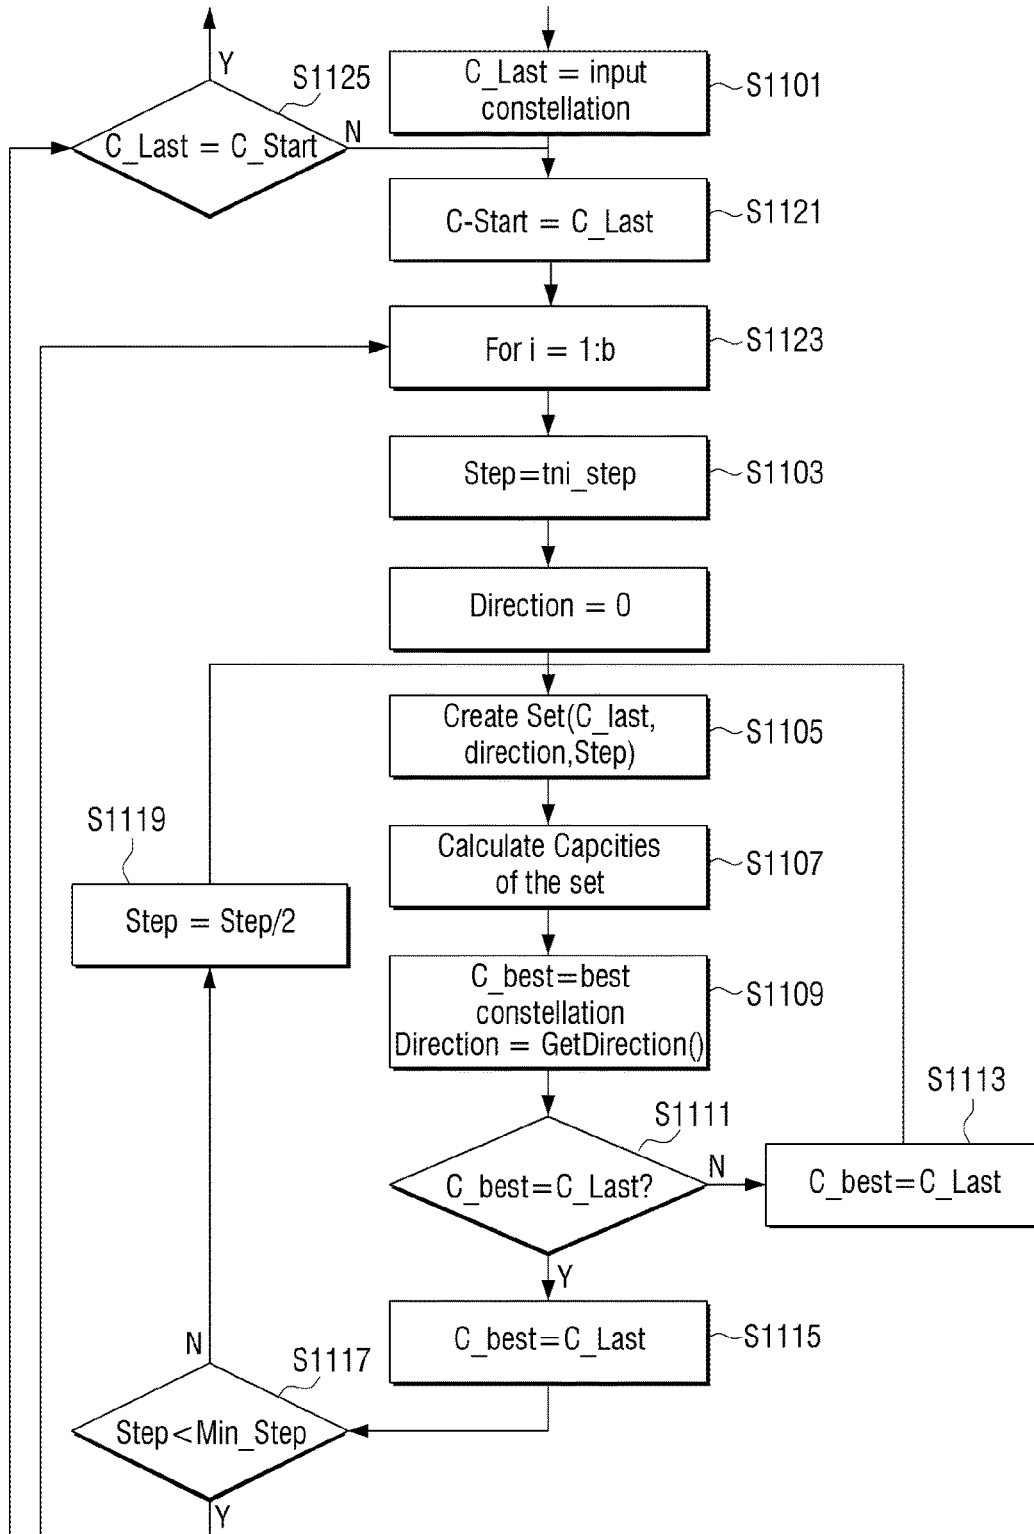 Y
S1125
C_Last = C_Start
N
C_Last = input
constellation
S1101
C-Start = C_Last
S1121
For i = 1:b
S1123
Step=tni_step
S1103
Direction = 0
Create Set(C_last,
direction,Step)
S1105
S1119
Step = Step/2
Calculate Capcities
of the set
S1107
C_best=best
constellation
Direction = GetDirection()
S1109
S1111
C_best=C_Last?
N
S1113
C_best=C_Last
Y
C_best=C_Last
S1115
N
S1117
Step<Min_Step
Y